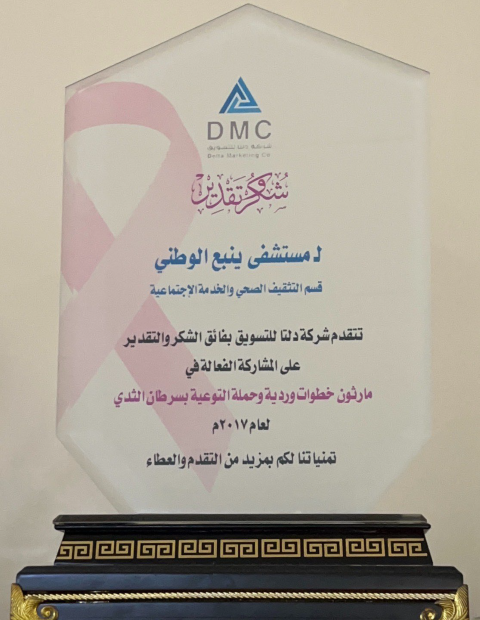 DMC
شركة دلتا للتسويق
Delta Marketing Co
شكر وتقدير
لـ مستشفى ينبع الوطني
قسم التثقيف الصحي والخدمة الإجتماعية
تتقدم شركة دلتا للتسويق بفائق الشكر والتقدير
على المشاركة الفعالة في
مارثون خطوات وردية وحملة التوعية بسرطان الثدي
لعام ٢٠١٧م
تمنياتنا لكم بمزيد من التقدم والعطاء